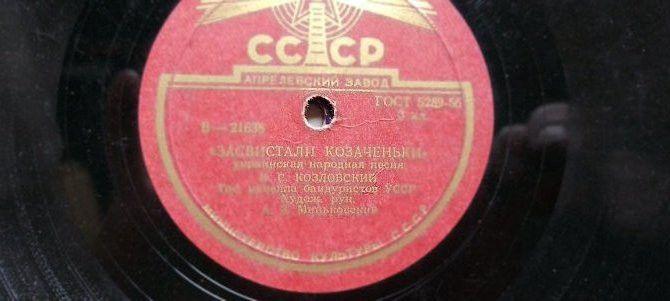 СССР
АПРЕЛЕВСКИЙ ЗАВОД
ГОСТ 5289-56
3 кл.
В—21638
«ЗАСВИСТАЛИ КОЗАЧЕНЬКИ»
украинская народная песня
И. С. КОЗЛОВСКИЙ
Гос. капелла бандуристов УССР
Худож. рук.
А. З. Миньковский
МИНИСТЕРСТВО КУЛЬТУРЫ СССР